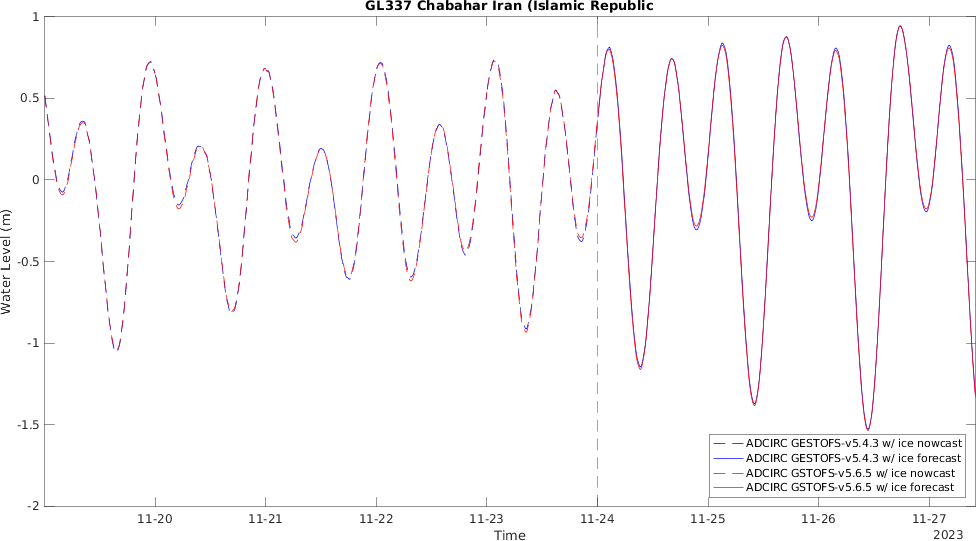 GL337 Chabahar Iran (Islamic Republic
1
0.5
0
-0.5
-1
-1.5
-2
Water Level (m)
ADCIRC GESTOFS-v5.4.3 w/ ice nowcast
ADCIRC GESTOFS-v5.4.3 w/ ice forecast
ADCIRC GSTOFS-v5.6.5 w/ ice nowcast
ADCIRC GSTOFS-v5.6.5 w/ ice forecast
11-20 11-21 11-22 11-23 11-24 11-25 11-26 11-27
Time
2023